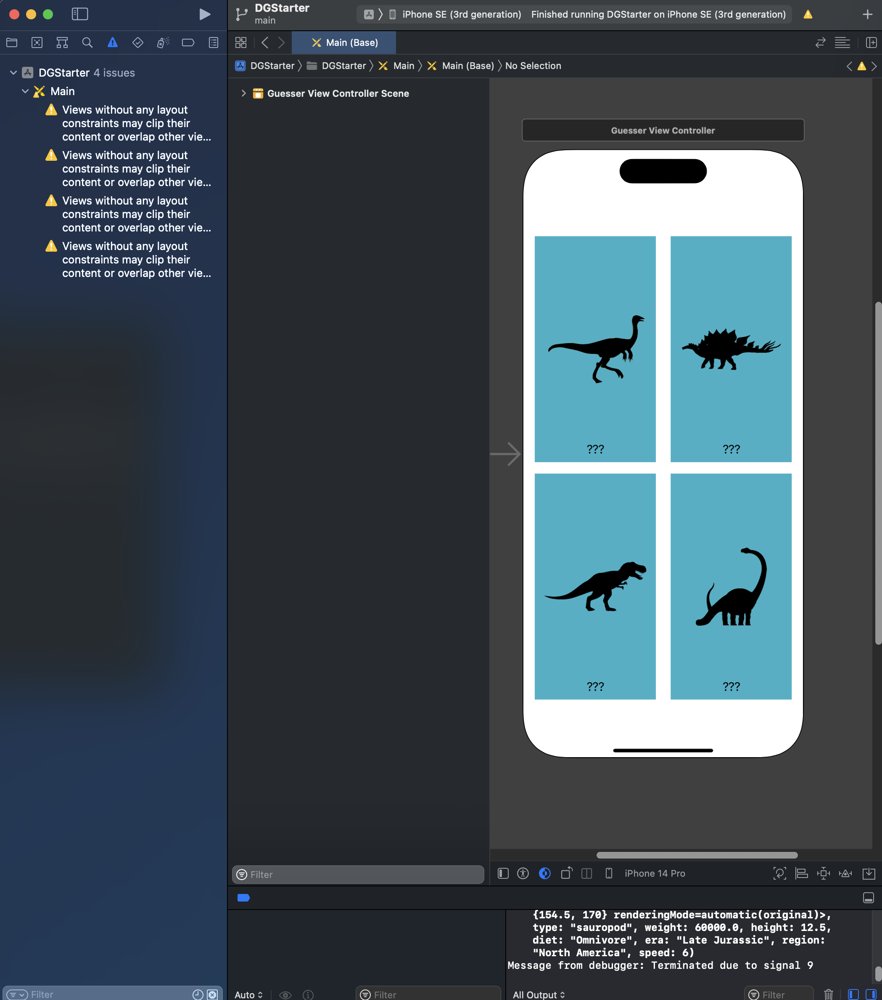 DGStarter
main
iPhone SE (3rd generation)
Finished running DGStarter on iPhone SE (3rd generation)
Main (Base)
DGStarter
DGStarter
Main
Main (Base)
No Selection
DGStarter 4 issues
Main
Views without any layout
constraints may clip their
content or overlap other vie...
Views without any layout
constraints may clip their
content or overlap other vie...
Views without any layout
constraints may clip their
content or overlap other vie...
Views without any layout
constraints may clip their
content or overlap other vie...
Filter
Guesser View Controller Scene
Filter
Guesser View Controller
???
???
???
???
iPhone 14 Pro
{154.5, 170} renderingMode=automatic(original)>,
type: "sauropod", weight: 60000.0, height: 12.5,
diet: "Omnivore", era: "Late Jurassic", region:
"North America", speed: 6)
Message from debugger: Terminated due to signal 9
Auto
Filter
All Output
Filter